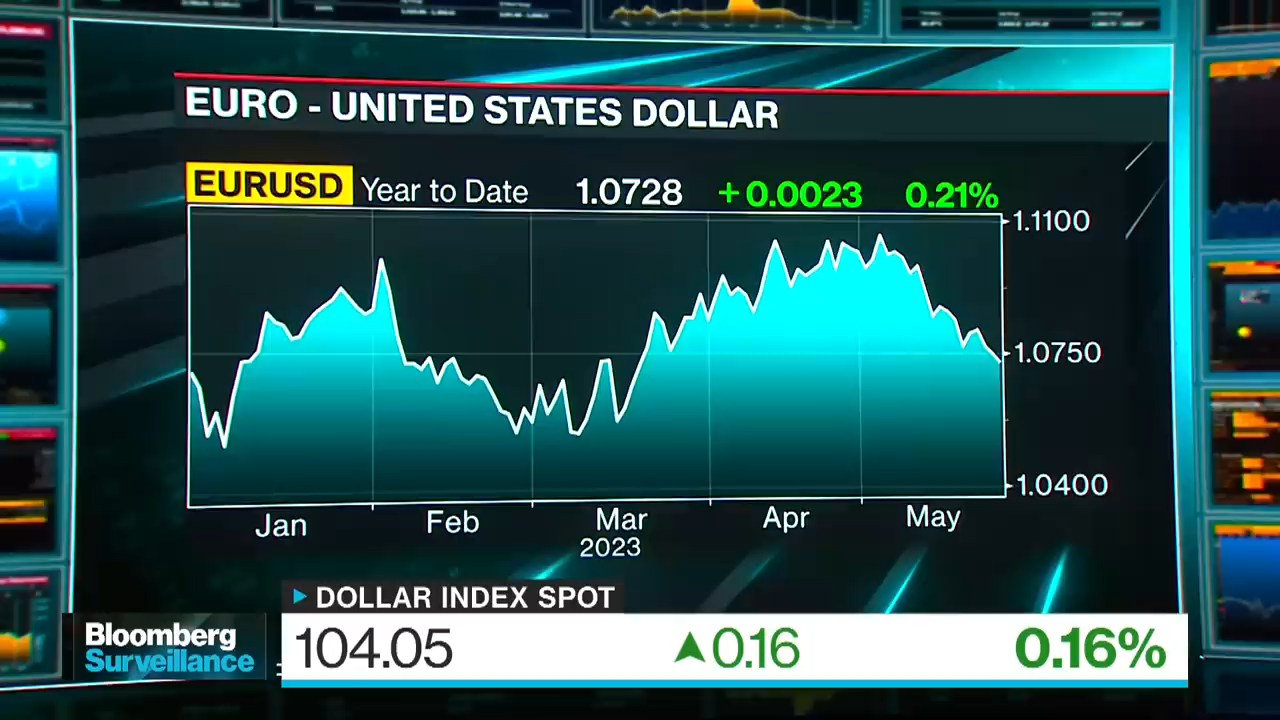 EURO - UNITED STATES DOLLAR
EURUSD Year to Date 1.0728 +0.0023 0.21%
1.1100
1.0750
1.0400
Jan Feb Mar Apr May
2023
DOLLAR INDEX SPOT
Bloomberg
Surveillance
104.05 ▲0.16 0.16%